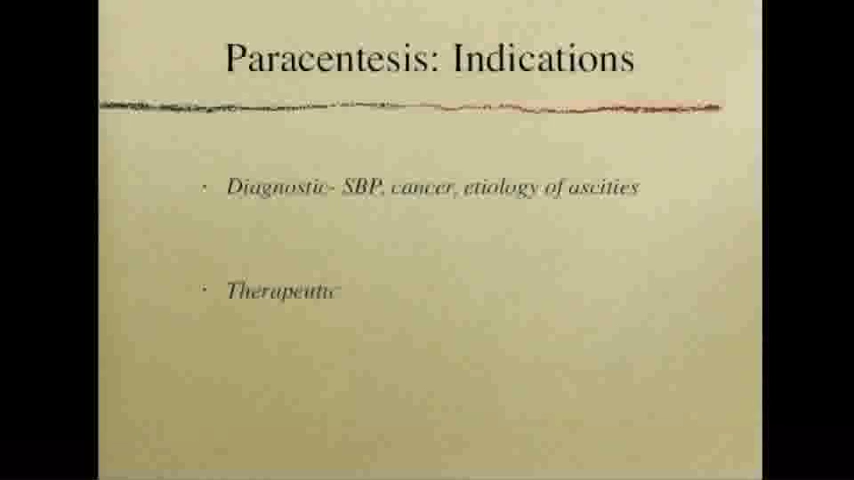 Paracentesis: Indications
· Diagnostic- SBP, cancer, etiology of ascities
· Therapeutic